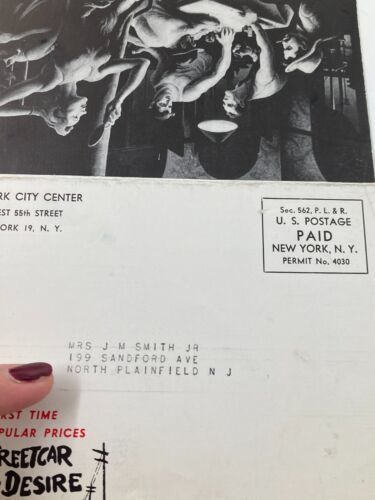 RK CITY CENTER
EST 55th STREET
ORK 19, N. Y.
Sec. 562, P. L. & R.
U. S. POSTAGE
PAID
NEW YORK, N. Y.
PERMIT No. 4030
MRS J M SMITH JR
199 SANDFORD AVE
NORTH PLAINFIELD N J
RST TIME
PULAR PRICES
REETCAR
DESIRE